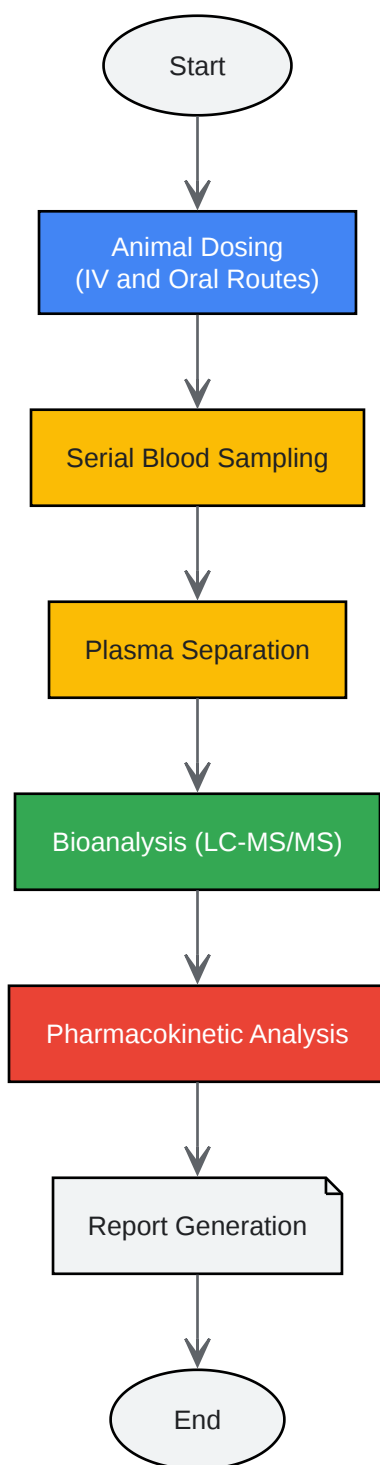 Start
Animal Dosing
(IV and Oral Routes)
Serial Blood Sampling
Plasma Separation
Bioanalysis (LC-MS/MS)
Pharmacokinetic Analysis
Report Generation
End